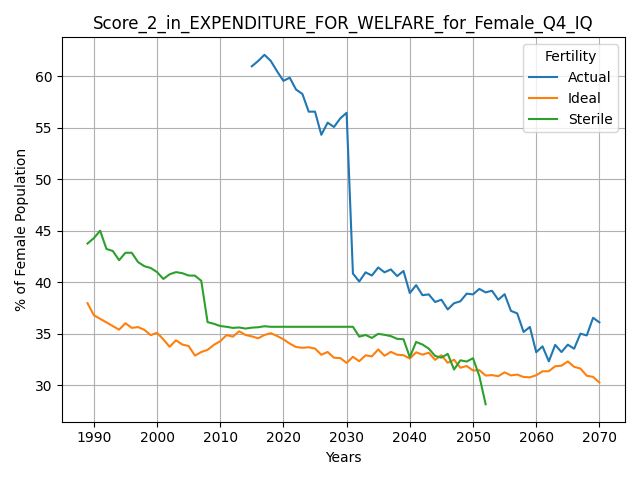 Score_2_in_EXPENDITURE_FOR_WELFARE_for_Female_Q4_IQ
Fertility
Actual
Ideal
Sterile
% of Female Population
60
55
50
45
40
35
30
1990 2000 2010 2020 2030 2040 2050 2060 2070
Years